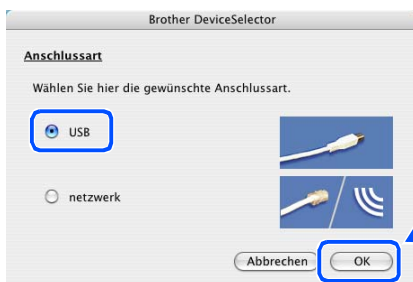 Brother DeviceSelector
Anschlussart
Wählen Sie hier die gewünschte Anschlussart.
USB
netzwerk
Abbrechen OK